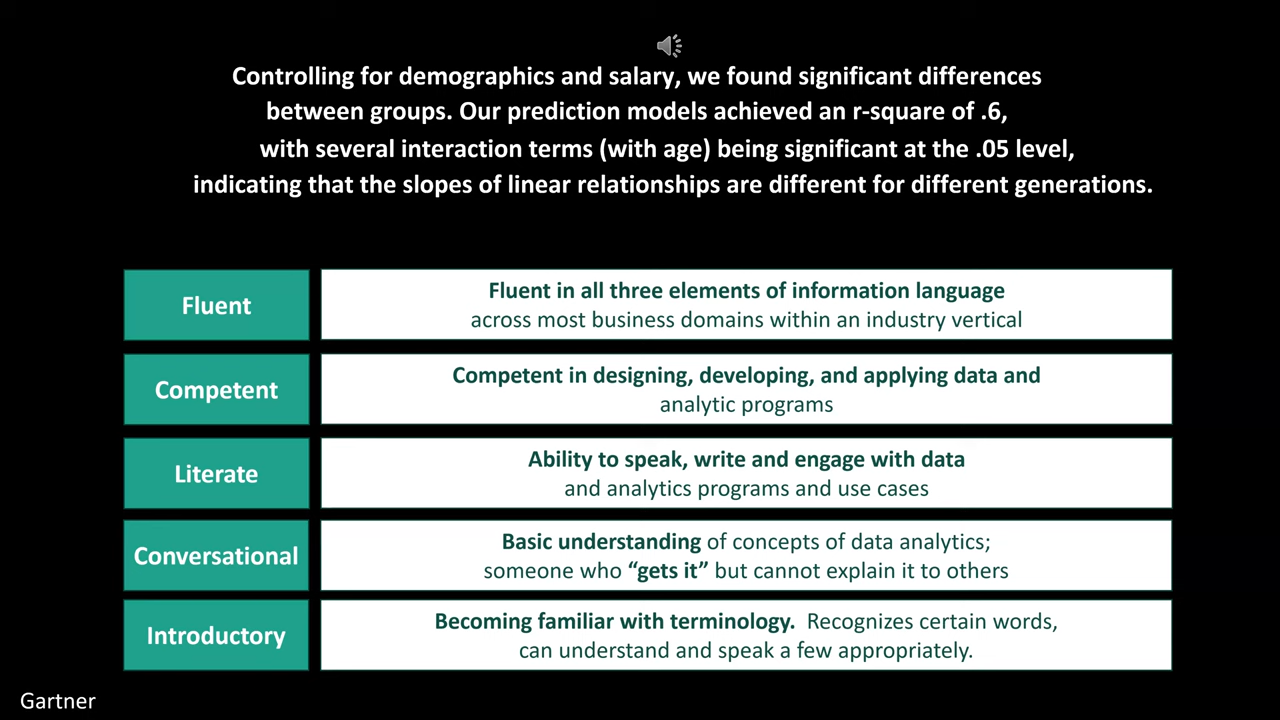 Controlling for demographics and salary, we found significant differences
between groups. Our prediction models achieved an r-square of .6,
with several interaction terms (with age) being significant at the .05 level,
indicating that the slopes of linear relationships are different for different generations.
Fluent
Fluent in all three elements of information language
across most business domains within an industry vertical
Competent
Competent in designing, developing, and applying data and
analytic programs
Literate
Ability to speak, write and engage with data
and analytics programs and use cases
Conversational
Basic understanding of concepts of data analytics;
someone who “gets it” but cannot explain it to others
Introductory
Becoming familiar with terminology. Recognizes certain words,
can understand and speak a few appropriately.
Gartner